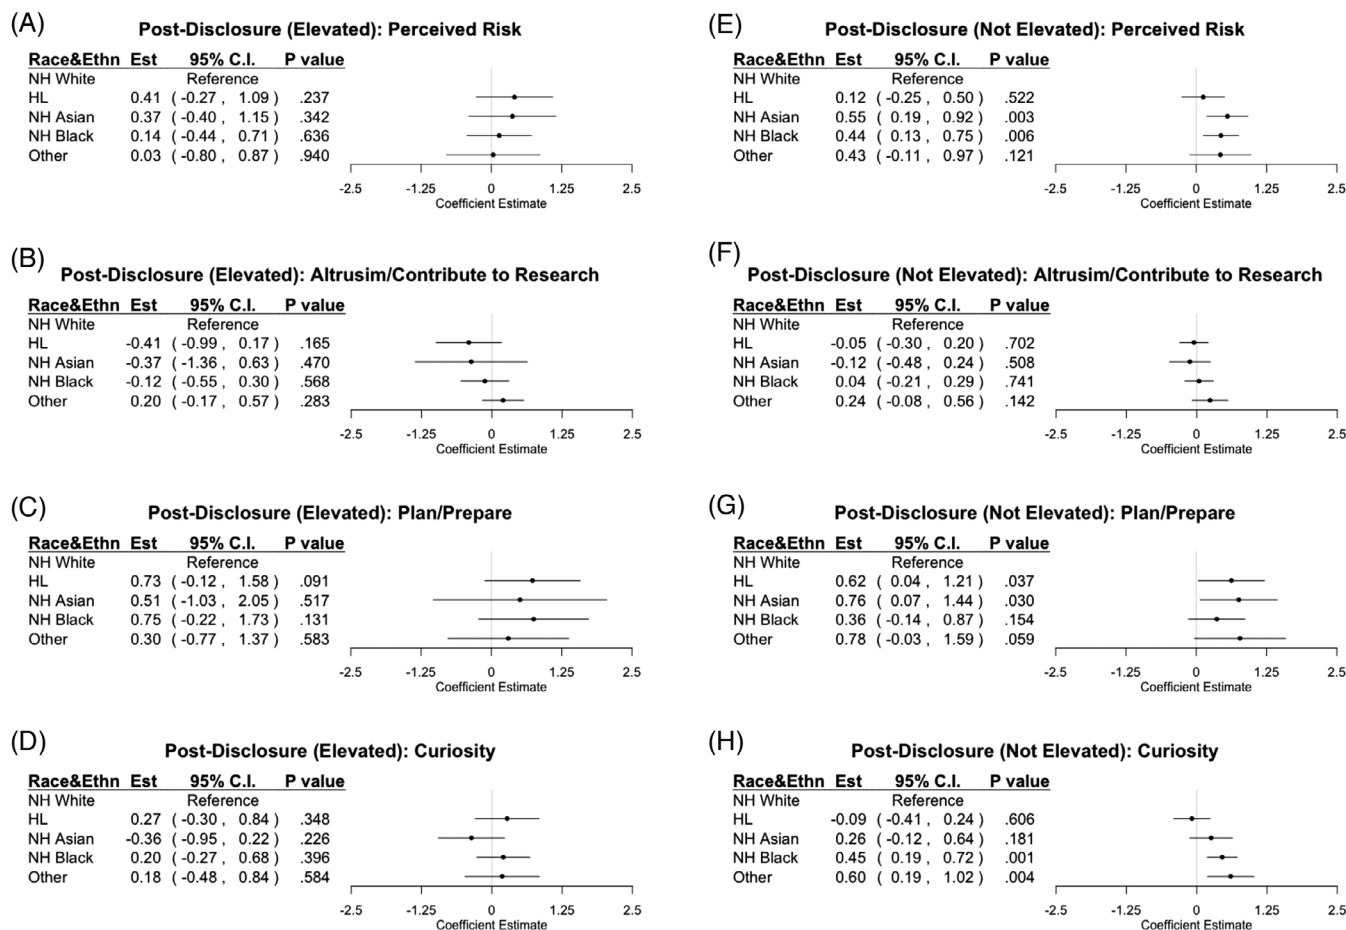 (A)
Post-Disclosure (Elevated): Perceived Risk
Race&Ethn Est 95% C.I. P value
NH White Reference
HL 0.41 ( -0.27 , 1.09 ) .237
NH Asian 0.37 ( -0.40 , 1.15 ) .342
NH Black 0.14 ( -0.44 , 0.71 ) .636
Other 0.03 ( -0.80 , 0.87 ) .940
-2.5 -1.25 0 1.25 2.5
Coefficient Estimate
(B)
Post-Disclosure (Elevated): Altrusim/Contribute to Research
Race&Ethn Est 95% C.I. P value
NH White Reference
HL -0.41 ( -0.99 , 0.17 ) .165
NH Asian -0.37 ( -1.36 , 0.63 ) .470
NH Black -0.12 ( -0.55 , 0.30 ) .568
Other 0.20 ( -0.17 , 0.57 ) .283
-2.5 -1.25 0 1.25 2.5
Coefficient Estimate
(C)
Post-Disclosure (Elevated): Plan/Prepare
Race&Ethn Est 95% C.I. P value
NH White Reference
HL 0.73 ( -0.12 , 1.58 ) .091
NH Asian 0.51 ( -1.03 , 2.05 ) .517
NH Black 0.75 ( -0.22 , 1.73 ) .131
Other 0.30 ( -0.77 , 1.37 ) .583
-2.5 -1.25 0 1.25 2.5
Coefficient Estimate
(D)
Post-Disclosure (Elevated): Curiosity
Race&Ethn Est 95% C.I. P value
NH White Reference
HL 0.27 ( -0.30 , 0.84 ) .348
NH Asian -0.36 ( -0.95 , 0.22 ) .226
NH Black 0.20 ( -0.27 , 0.68 ) .396
Other 0.18 ( -0.48 , 0.84 ) .584
-2.5 -1.25 0 1.25 2.5
Coefficient Estimate
(E)
Post-Disclosure (Not Elevated): Perceived Risk
Race&Ethn Est 95% C.I. P value
NH White Reference
HL 0.12 ( -0.25 , 0.50 ) .522
NH Asian 0.55 ( 0.19 , 0.92 ) .003
NH Black 0.44 ( 0.13 , 0.75 ) .006
Other 0.43 ( -0.11 , 0.97 ) .121
-2.5 -1.25 0 1.25 2.5
Coefficient Estimate
(F)
Post-Disclosure (Not Elevated): Altrusim/Contribute to Research
Race&Ethn Est 95% C.I. P value
NH White Reference
HL -0.05 ( -0.30 , 0.20 ) .702
NH Asian -0.12 ( -0.48 , 0.24 ) .508
NH Black 0.04 ( -0.21 , 0.29 ) .741
Other 0.24 ( -0.08 , 0.56 ) .142
-2.5 -1.25 0 1.25 2.5
Coefficient Estimate
(G)
Post-Disclosure (Not Elevated): Plan/Prepare
Race&Ethn Est 95% C.I. P value
NH White Reference
HL 0.62 ( 0.04 , 1.21 ) .037
NH Asian 0.76 ( 0.07 , 1.44 ) .030
NH Black 0.36 ( -0.14 , 0.87 ) .154
Other 0.78 ( -0.03 , 1.59 ) .059
-2.5 -1.25 0 1.25 2.5
Coefficient Estimate
(H)
Post-Disclosure (Not Elevated): Curiosity
Race&Ethn Est 95% C.I. P value
NH White Reference
HL -0.09 ( -0.41 , 0.24 ) .606
NH Asian 0.26 ( -0.12 , 0.64 ) .181
NH Black 0.45 ( 0.19 , 0.72 ) .001
Other 0.60 ( 0.19 , 1.02 ) .004
-2.5 -1.25 0 1.25 2.5
Coefficient Estimate